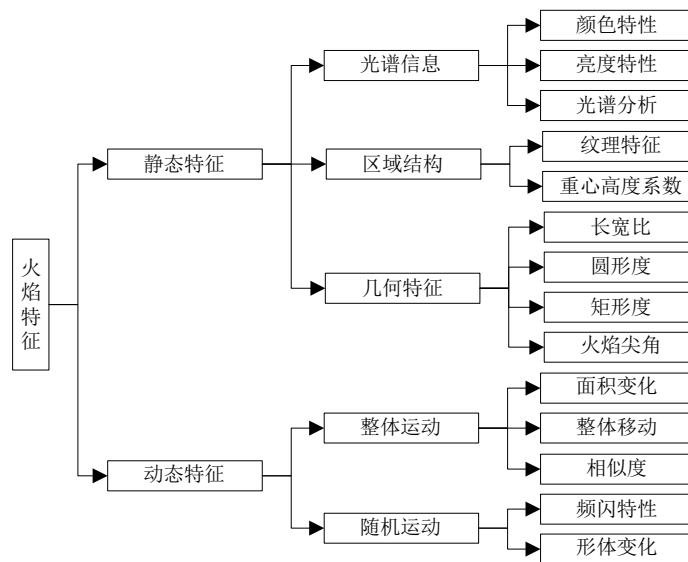 火焰特征
静态特征
光谱信息
颜色特性
亮度特性
光谱分析
区域结构
纹理特征
重心高度系数
几何特征
长宽比
圆形度
矩形度
火焰尖角
动态特征
整体运动
面积变化
整体移动
相似度
随机运动
频闪特性
形体变化